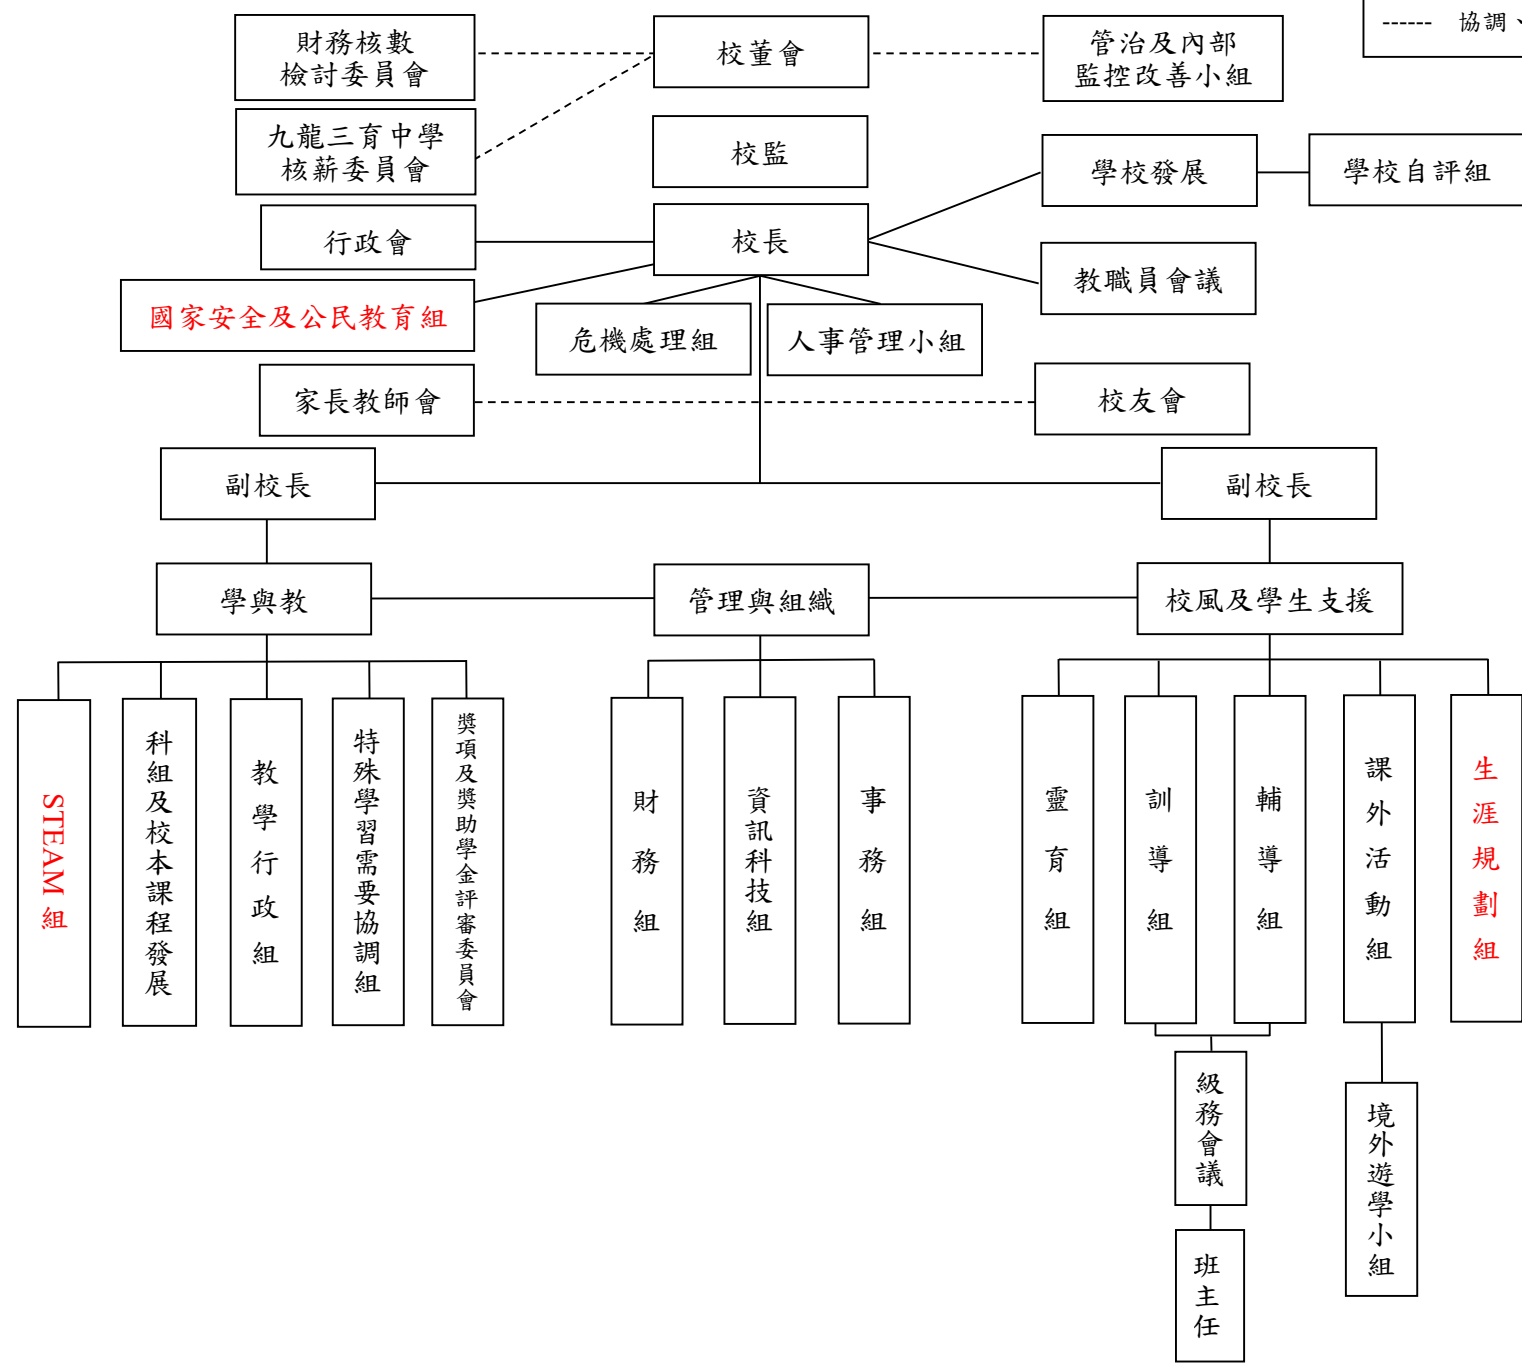 財務核數
檢討委員會
校董會
管治及內部
監控改善小組
------ 協調、
九龍三育中學
核薪委員會
校監
學校發展
學校自評組
行政會
校長
教職員會議
國家安全及公民教育組
危機處理組
人事管理小組
家長教師會
校友會
副校長
副校長
學與教
管理與組織
校風及學生支援
STEAM 組
科組及校本課程發展
教學行政組
特殊學習需要協調組
獎項及獎助學金評審委員會
財務組
資訊科技組
事務組
靈育組
訓導組
輔導組
課外活動組
生涯規劃組
級務會議
境外遊學小組
班主任